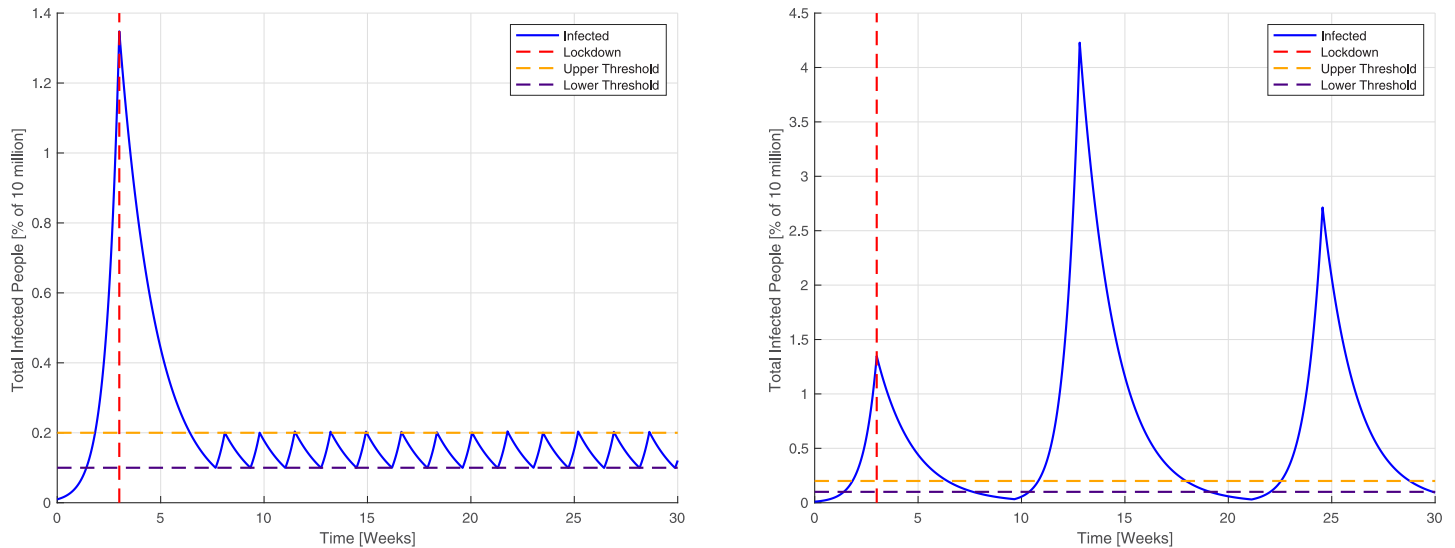 Total Infected People [% of 10 million]
1.4
1.2
1
0.8
0.6
0.4
0.2
0
0 5 10 15 20 25 30
Time [Weeks]
Infected
Lockdown
Upper Threshold
Lower Threshold
Total Infected People [% of 10 million]
4.5
4
3.5
3
2.5
2
1.5
1
0.5
0
0 5 10 15 20 25 30
Time [Weeks]
Infected
Lockdown
Upper Threshold
Lower Threshold